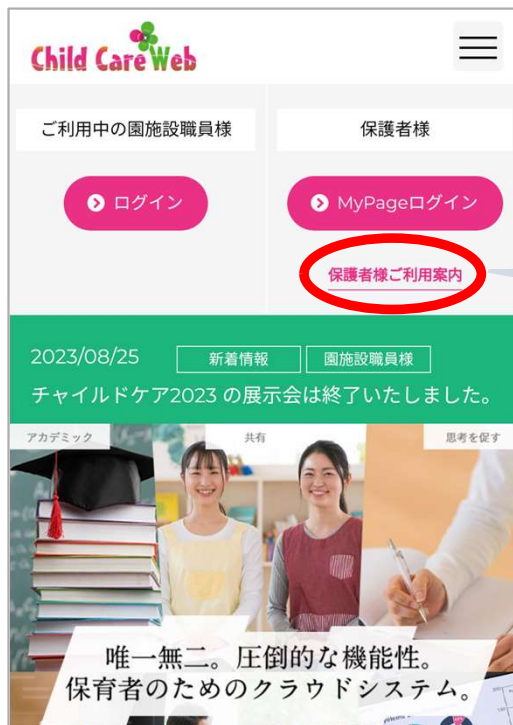 Child Care Web
ご利用中の園施設職員様
ログイン
保護者様
MyPageログイン
保護者様ご利用案内
2023/08/25 新着情報 園施設職員様
チャイルドケア2023 の展示会は終了いたしました。
アカデミック 共有 思考を促す
唯一無二。圧倒的な機能性。
保育者のためのクラウドシステム。